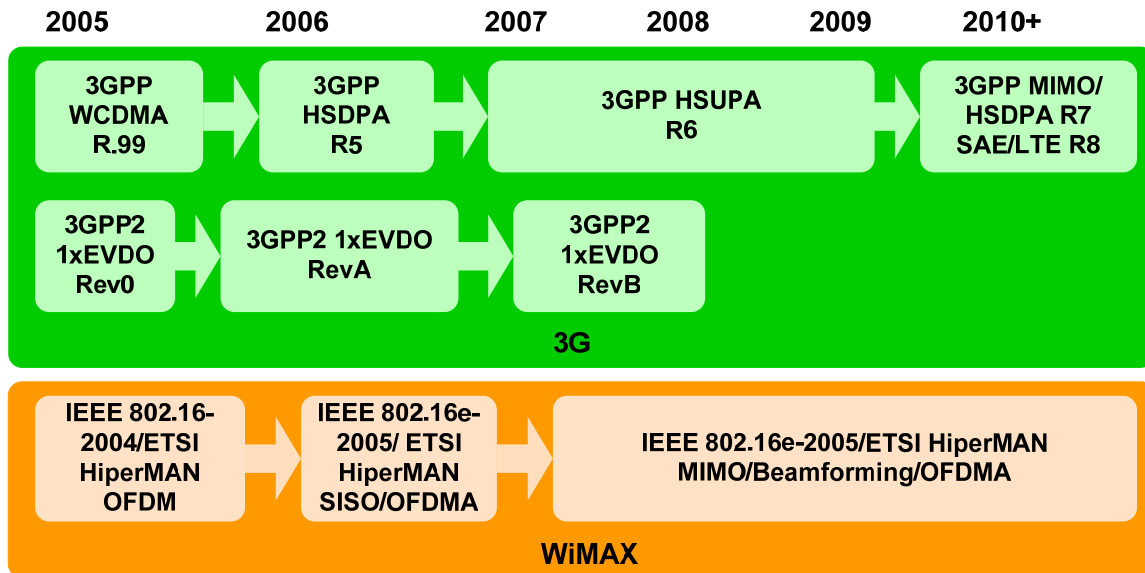 2005 2006 2007 2008 2009 2010+
3GPP
WCDMA
R.99
3GPP
HSDPA
R5
3GPP HSUPA
R6
3GPP MIMO/
HSDPA R7
SAE/LTE R8
3GPP2
1xEVDO
Rev0
3GPP2 1xEVDO
RevA
3GPP2
1xEVDO
RevB
3G
IEEE 802.16-
2004/ETSI
HiperMAN
OFDM
IEEE 802.16e-
2005/ ETSI
HiperMAN
SISO/OFDMA
IEEE 802.16e-2005/ETSI HiperMAN
MIMO/Beamforming/OFDMA
WiMAX